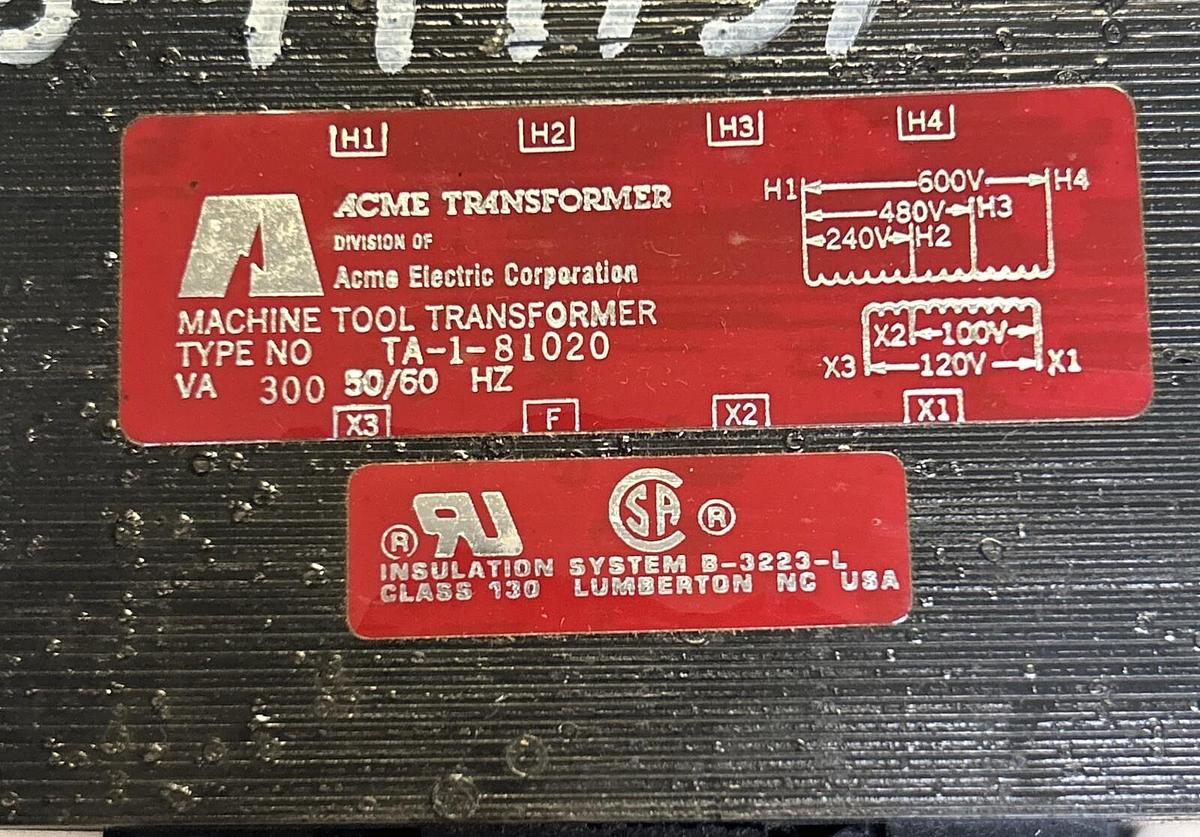 H1 H2 H3 H4
ACME TRANSFORMER
DIVISION OF
Acme Electric Corporation
MACHINE TOOL TRANSFORMER
TYPE NO TA-1-81020
VA 300 50/60 HZ
H1 600V H4
480V H3
240V H2
X2 100V
X3 120V X1
X3 F X2 X1
® RU SA ®
INSULATION SYSTEM B-3223-L
CLASS 130 LUMBERTON NC USA